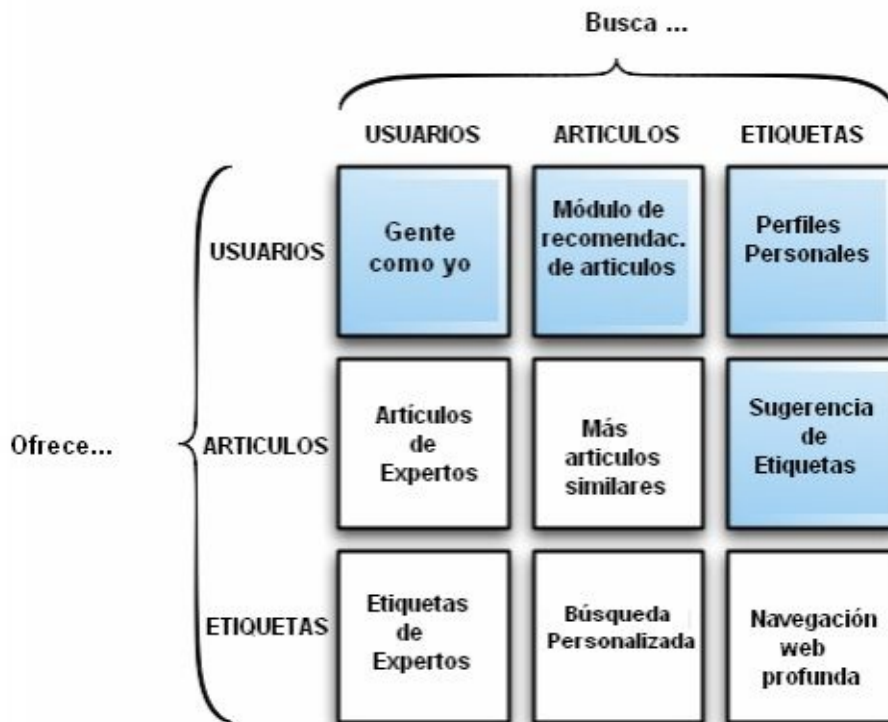 Busca ...
USUARIOS ARTICULOS ETIQUETAS
USUARIOS
Gente
como yo
Módulo de
recomendac.
de articulos
Perfiles
Personales
Ofrece...
ARTICULOS
Artículos
de
Expertos
Más
articulos
similares
Sugerencia
de
Etiquetas
ETIQUETAS
Etiquetas
de
Expertos
Búsqueda
Personalizada
Navegación
web
profunda